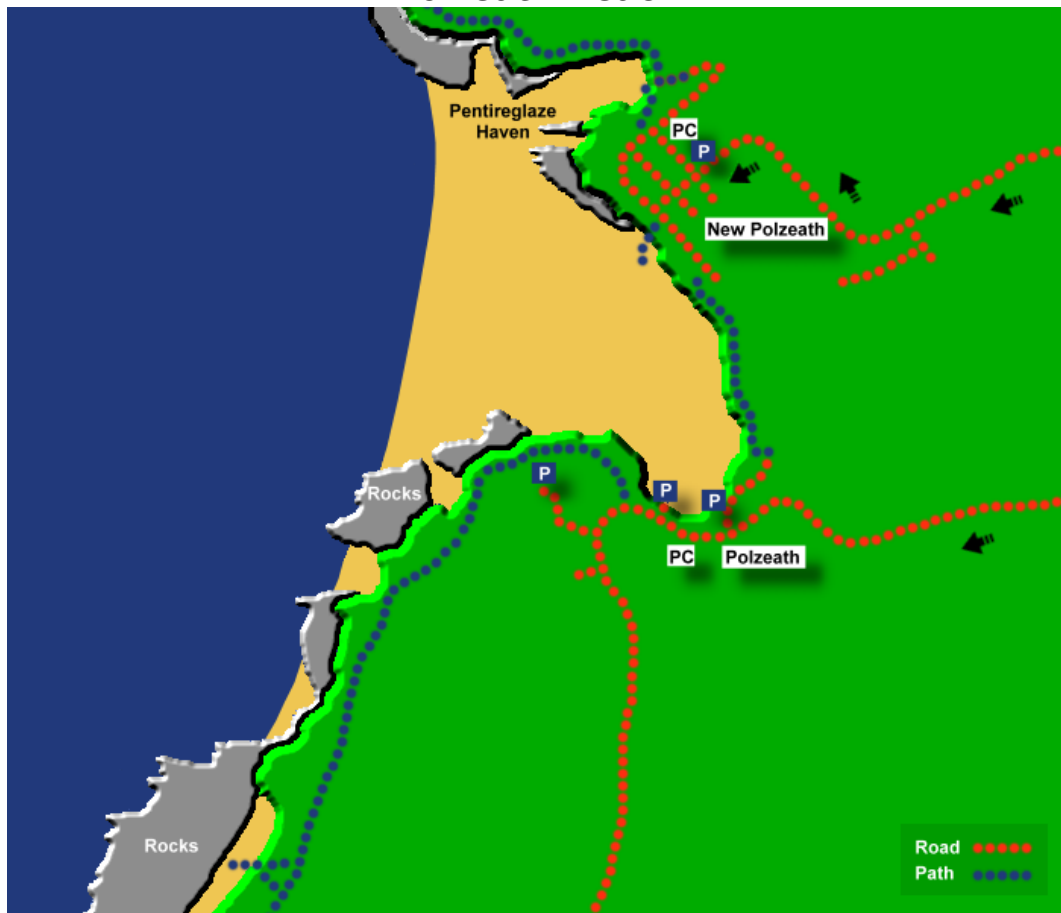 Pentireglaze
Haven
PC
P
New Polzeath
P
Rocks
P
P
PC
Polzeath
Rocks
Road
Path